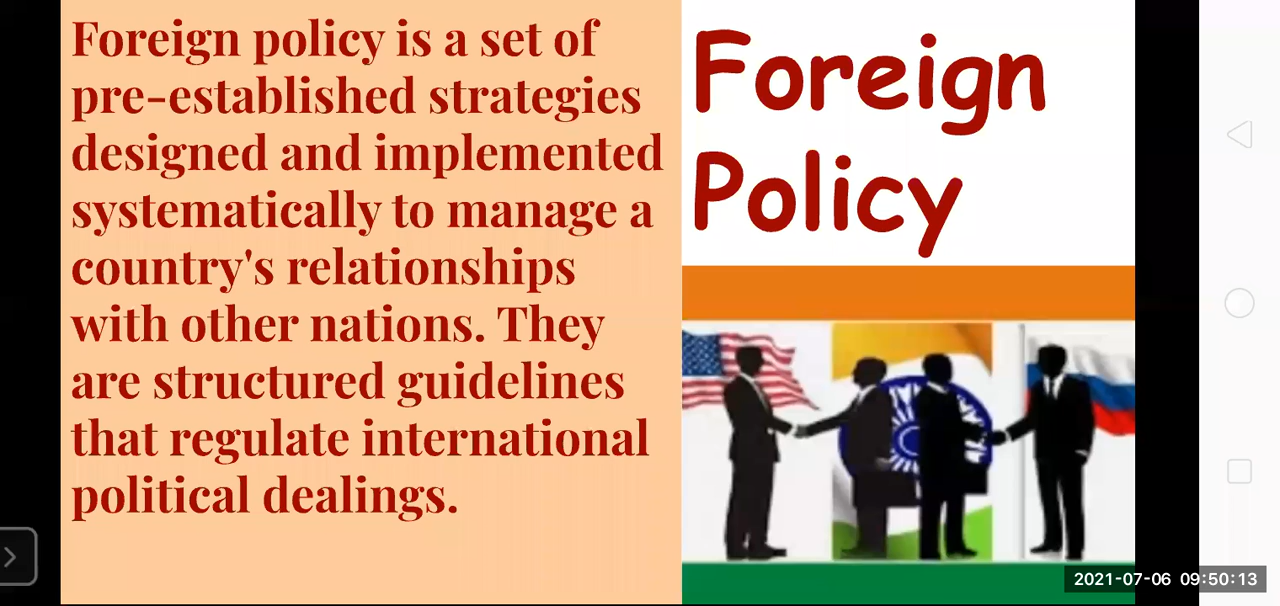 Foreign policy is a set of
pre-established strategies
designed and implemented
systematically to manage a
country's relationships
with other nations. They
are structured guidelines
that regulate international
political dealings.
Foreign
Policy
2021-07-06 09:50:13